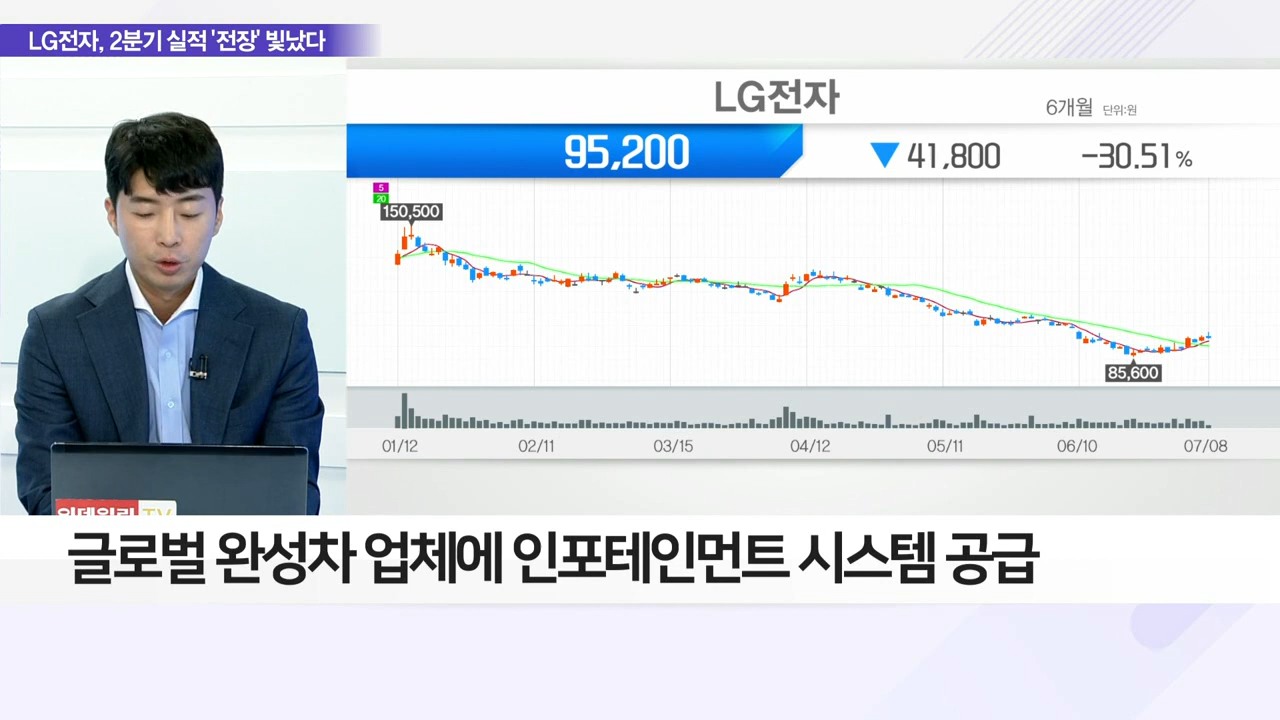 LG전자, 2분기 실적 '전장' 빛났다
LG전자
6개월 단위:원
95,200 ▼ 41,800 -30.51%
5
20
150,500
85,600
01/12 02/11 03/15 04/12 05/11 06/10 07/08
TV
글로벌 완성차 업체에 인포테인먼트 시스템 공급